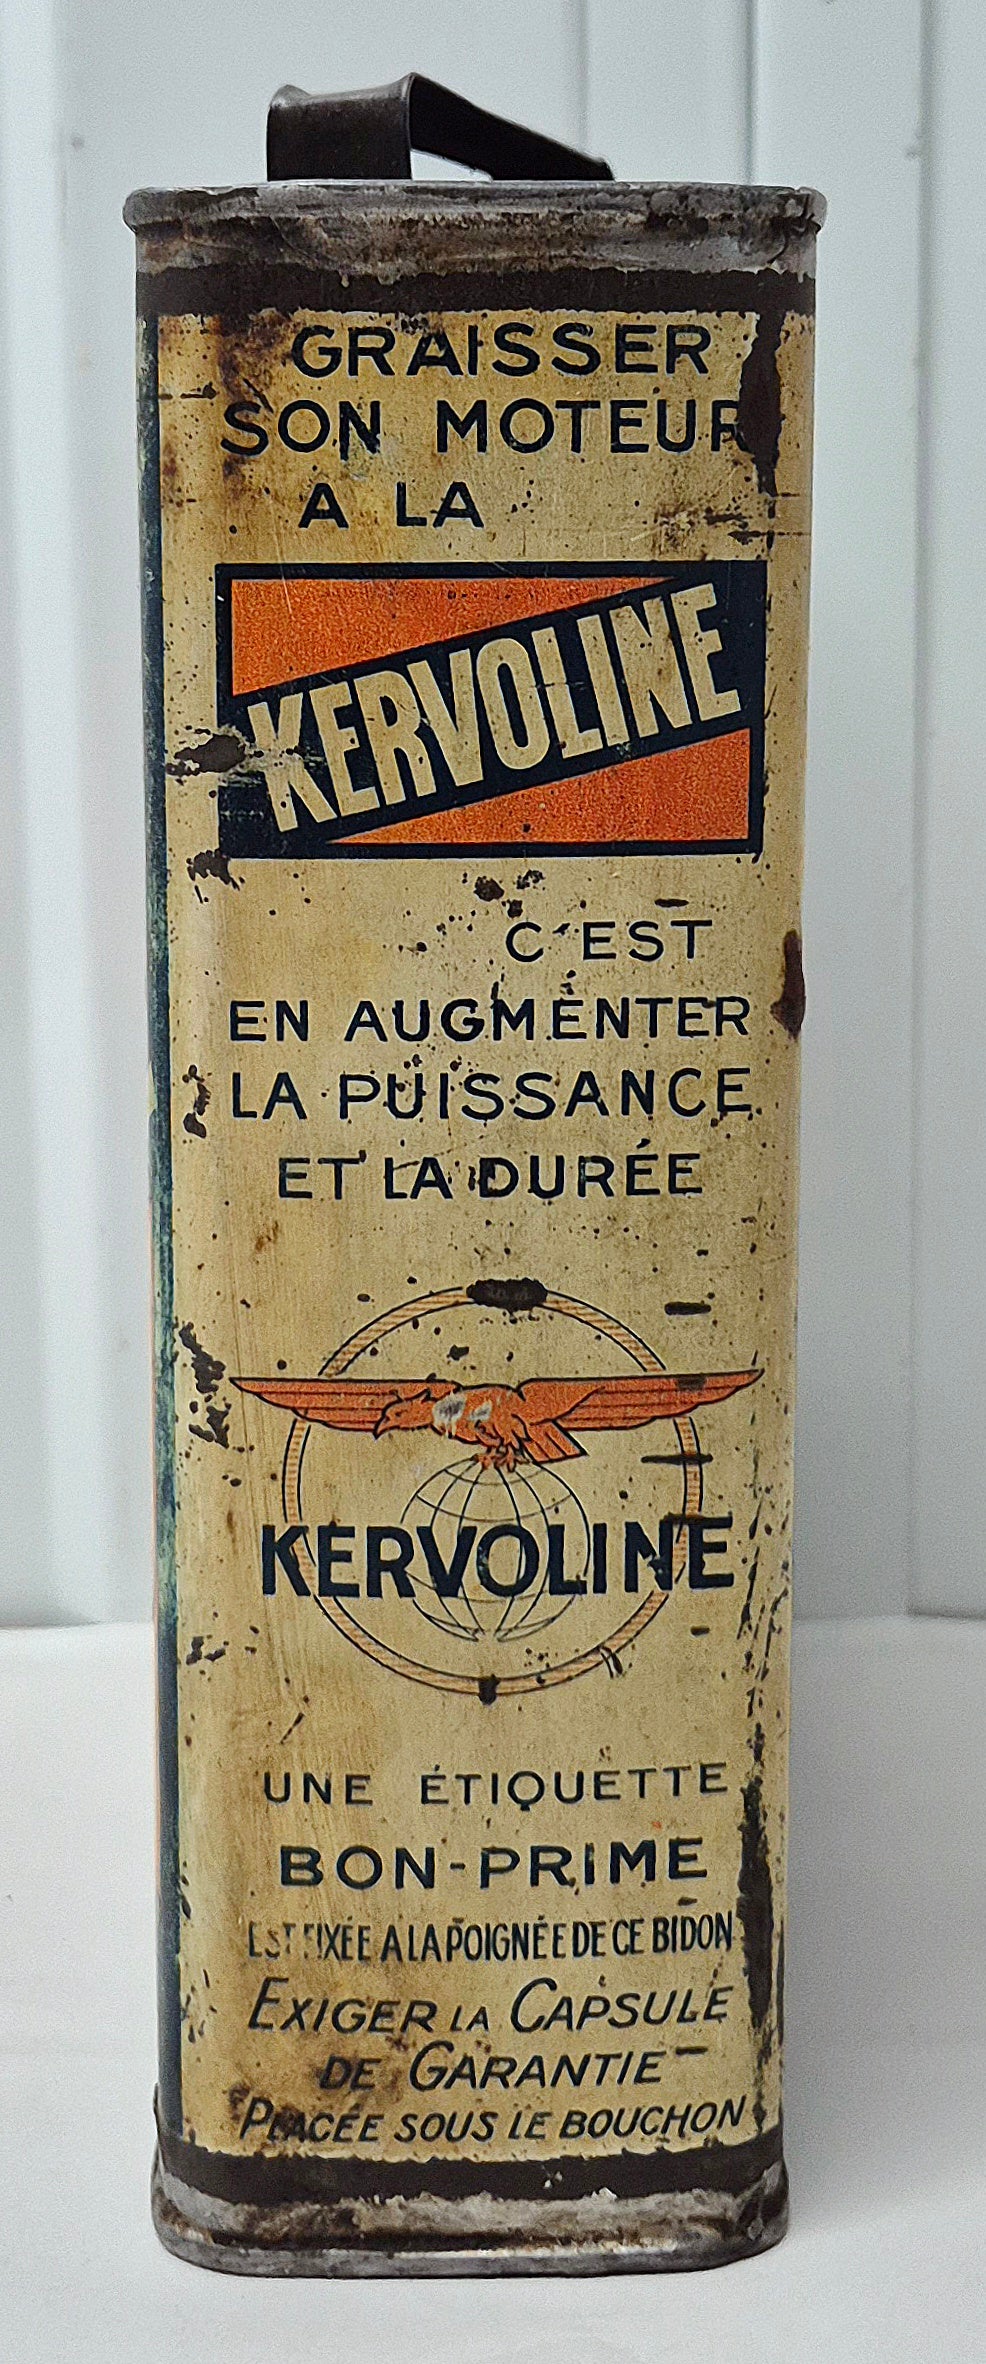 GRAISSER
SON MOTEUR
A LA
KERVOLINE
C'EST
EN AUGMENTER
LA PUISSANCE
ET LA DURÉE
KERVOLINE
UNE ÉTIQUETTE
BON-PRIME
EST FIXÉE A LA POIGNÉE DE CE BIDON
EXIGER LA CAPSULE
DE GARANTIE
PLACÉE SOUS LE BOUCHON